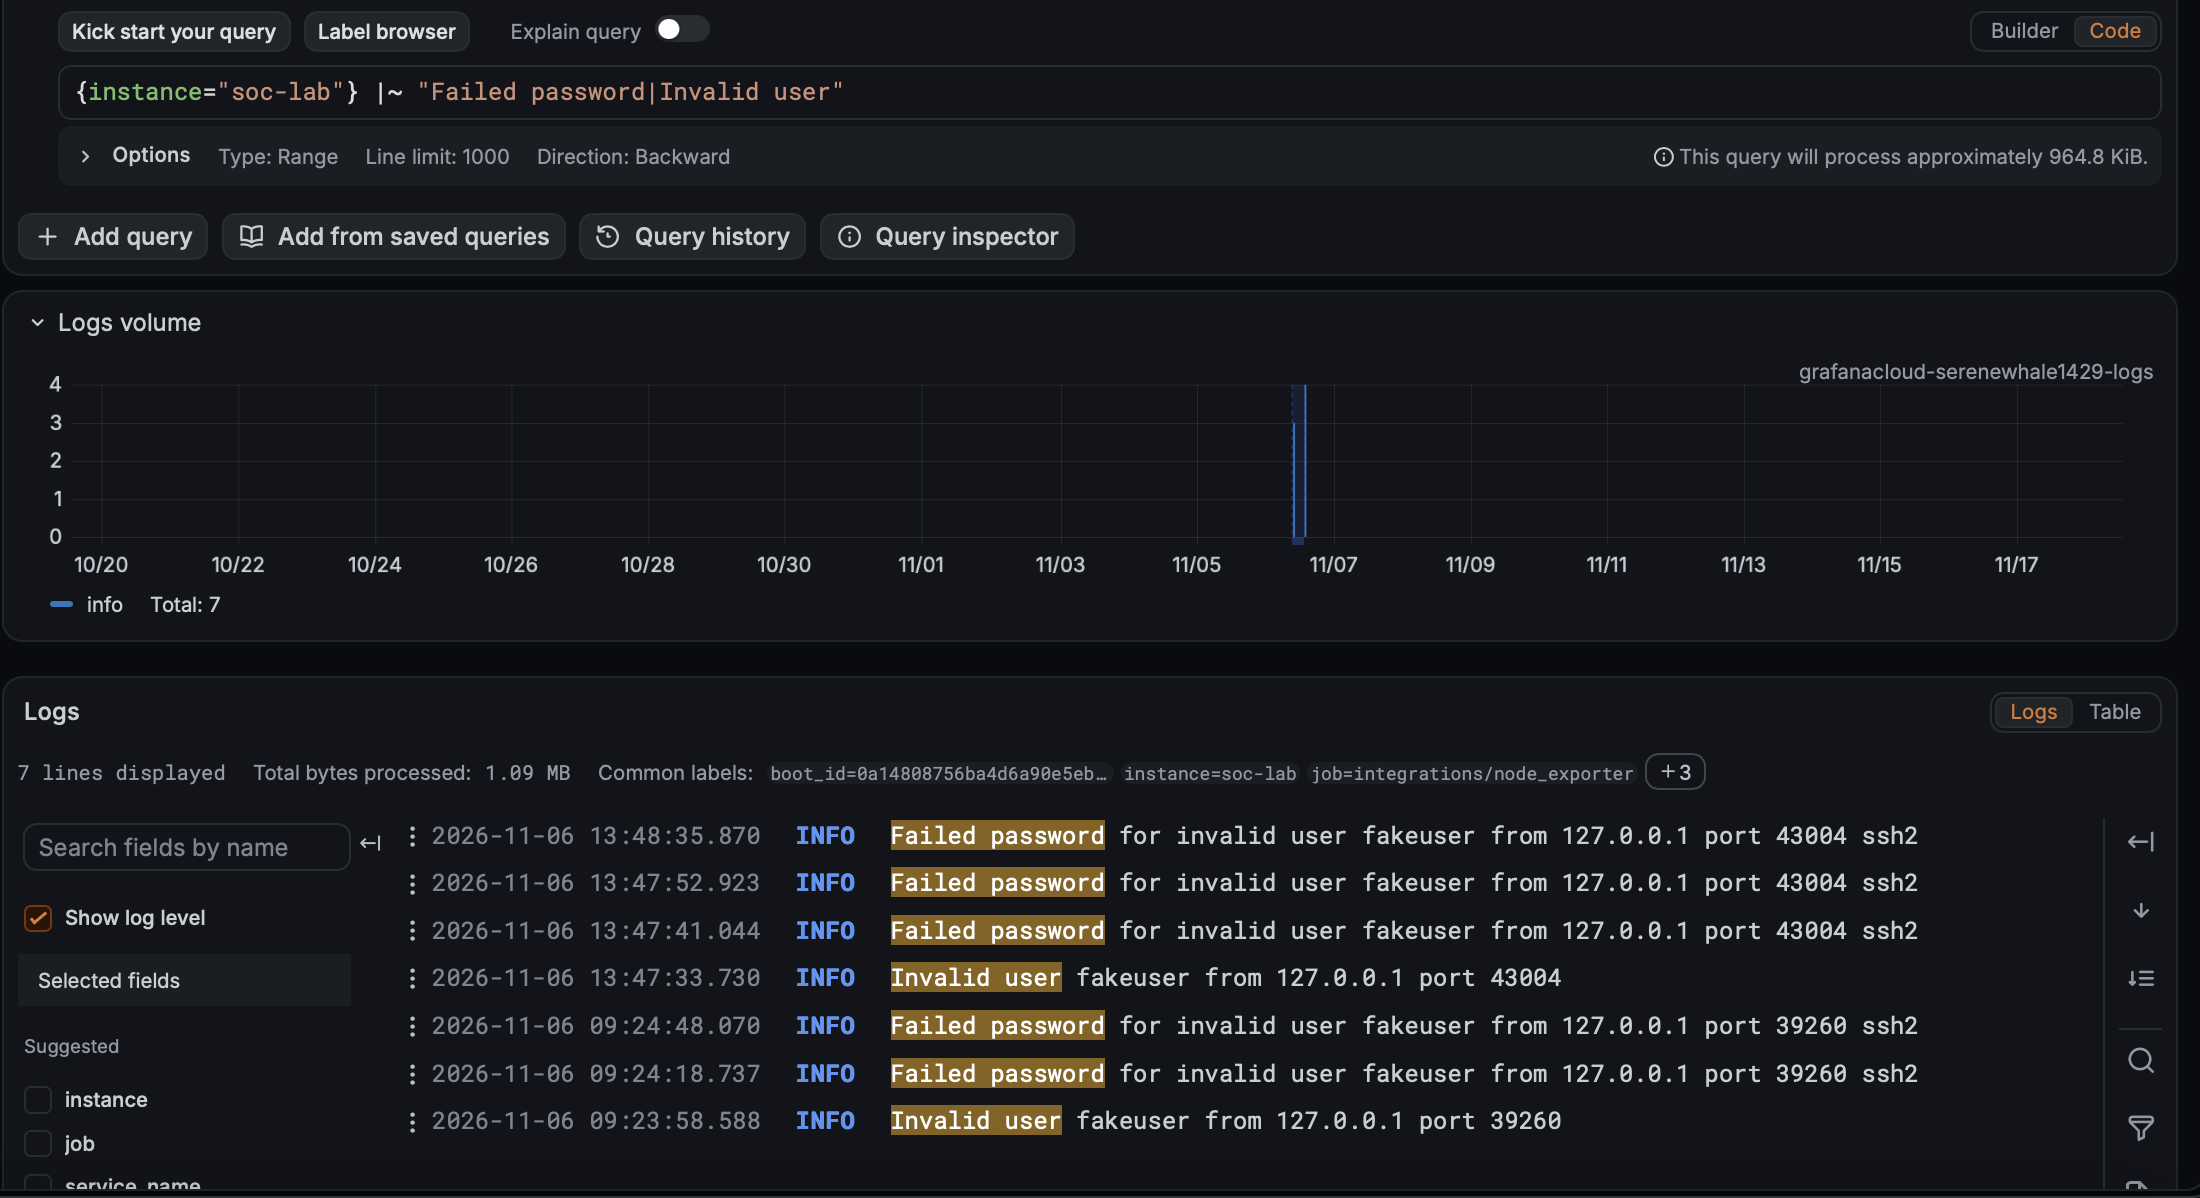 Kick start your query Label browser Explain query Builder Code
{instance="soc-lab"} |~ "Failed password|Invalid user"
Options Type: Range Line limit: 1000 Direction: Backward This query will process approximately 964.8 KiB.
+ Add query Add from saved queries Query history Query inspector
Logs volume
grafanacloud-serenewhale1429-logs
4
3
2
1
0
10/20 10/22 10/24 10/26 10/28 10/30 11/01 11/03 11/05 11/07 11/09 11/11 11/13 11/15 11/17
info Total: 7
Logs Logs Table
7 lines displayed Total bytes processed: 1.09 MB Common labels: boot_id=0a14808756ba4d6a90e5eb… instance=soc-lab job=integrations/node_exporter +3
Search fields by name
Show log level
Selected fields
Suggested
instance
job
service_name
2026-11-06 13:48:35.870 INFO Failed password for invalid user fakeuser from 127.0.0.1 port 43004 ssh2
2026-11-06 13:47:52.923 INFO Failed password for invalid user fakeuser from 127.0.0.1 port 43004 ssh2
2026-11-06 13:47:41.044 INFO Failed password for invalid user fakeuser from 127.0.0.1 port 43004 ssh2
2026-11-06 13:47:33.730 INFO Invalid user fakeuser from 127.0.0.1 port 43004
2026-11-06 09:24:48.070 INFO Failed password for invalid user fakeuser from 127.0.0.1 port 39260 ssh2
2026-11-06 09:24:18.737 INFO Failed password for invalid user fakeuser from 127.0.0.1 port 39260 ssh2
2026-11-06 09:23:58.588 INFO Invalid user fakeuser from 127.0.0.1 port 39260